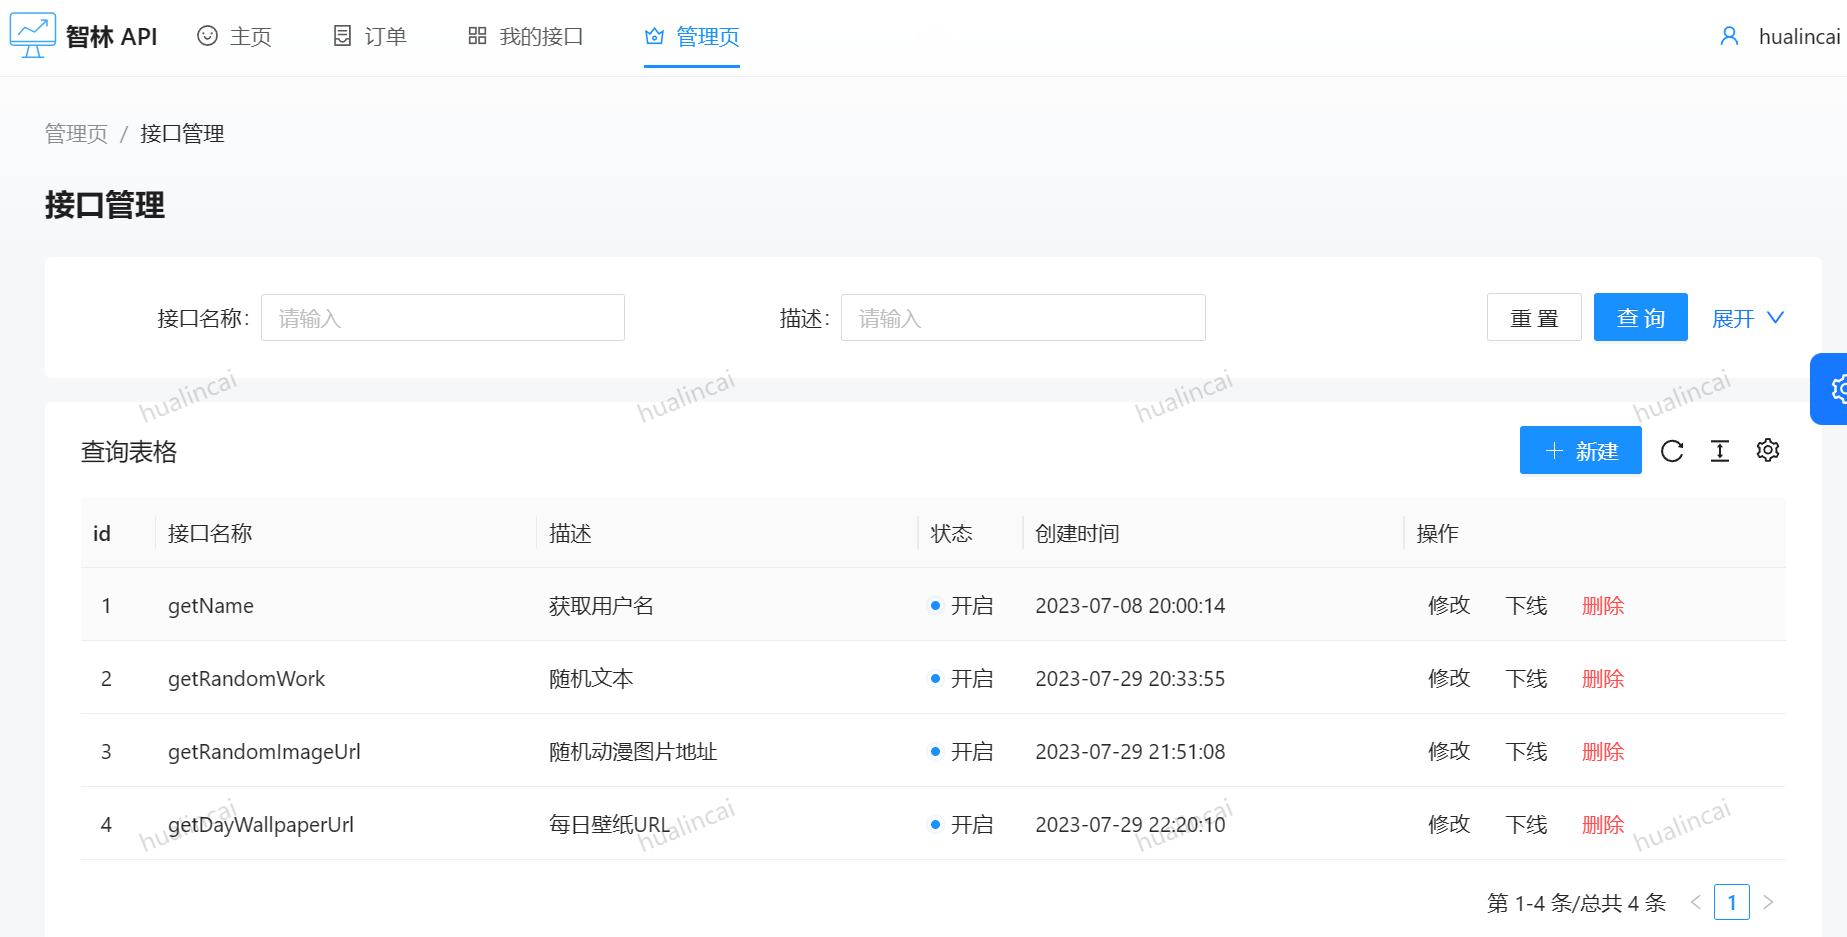 智林 API 主页 订单 我的接口 管理页 hualincai
管理页 / 接口管理
接口管理
接口名称: 请输入 描述: 请输入 重 置 查 询 展开
hualincai hualincai hualincai hualincai
查询表格 新建
id 接口名称 描述 状态 创建时间 操作
1 getName 获取用户名 开启 2023-07-08 20:00:14 修改 下线 删除
2 getRandomWork 随机文本 开启 2023-07-29 20:33:55 修改 下线 删除
3 getRandomImageUrl 随机动漫图片地址 开启 2023-07-29 21:51:08 修改 下线 删除
4 getDayWallpaperUrl 每日壁纸URL 开启 2023-07-29 22:20:10 修改 下线 删除
hualincai hualincai hualincai hualincai
第 1-4 条/总共 4 条 < 1 >